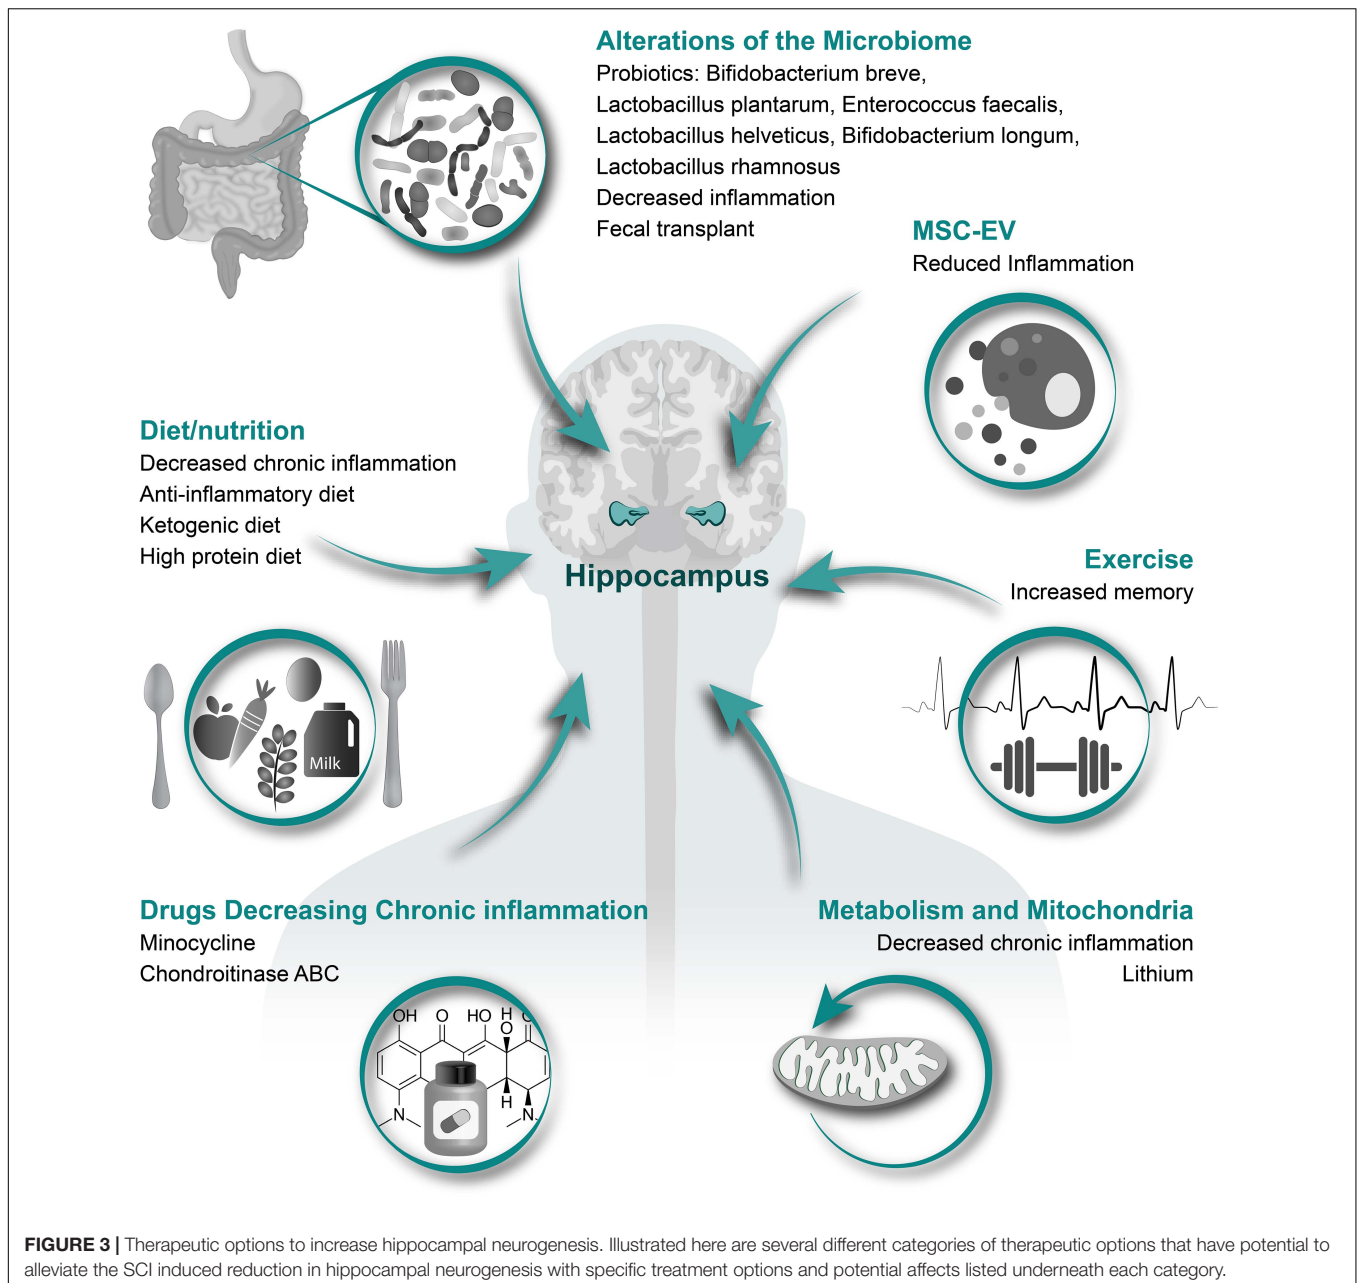 Alterations of the Microbiome
Probiotics: Bifidobacterium breve,
Lactobacillus plantarum, Enterococcus faecalis,
Lactobacillus helveticus, Bifidobacterium longum,
Lactobacillus rhamnosus
Decreased inflammation
Fecal transplant
MSC-EV
Reduced Inflammation
Diet/nutrition
Decreased chronic inflammation
Anti-inflammatory diet
Ketogenic diet
High protein diet
Hippocampus
Exercise
Increased memory
Milk
Drugs Decreasing Chronic inflammation
Minocycline
Chondroitinase ABC
Metabolism and Mitochondria
Decreased chronic inflammation
Lithium
OH O HO H O
O
H
N N
FIGURE 3 | Therapeutic options to increase hippocampal neurogenesis. Illustrated here are several different categories of therapeutic options that have potential to
alleviate the SCI induced reduction in hippocampal neurogenesis with specific treatment options and potential affects listed underneath each category.